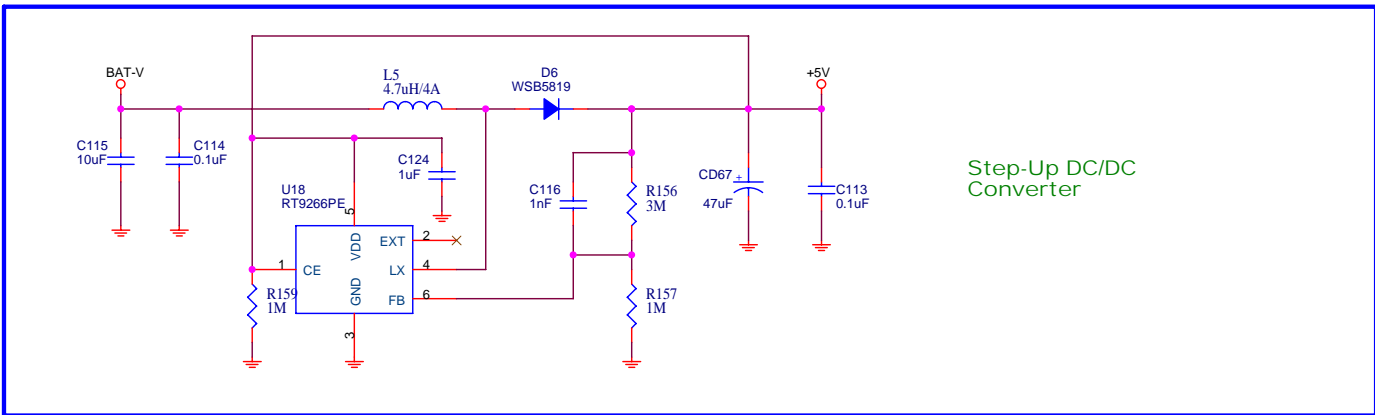 BAT-V
L5
4.7uH/4A
D6
WSB5819
+5V
C115
10uF
C114
0.1uF
C124
1uF
U18
RT9266PE
C116
1nF
R156
3M
CD67
+
47uF
C113
0.1uF
Step-Up DC/DC
Converter
5
VDD
EXT
2
1
CE
LX
4
GND
FB
6
3
R159
1M
R157
1M